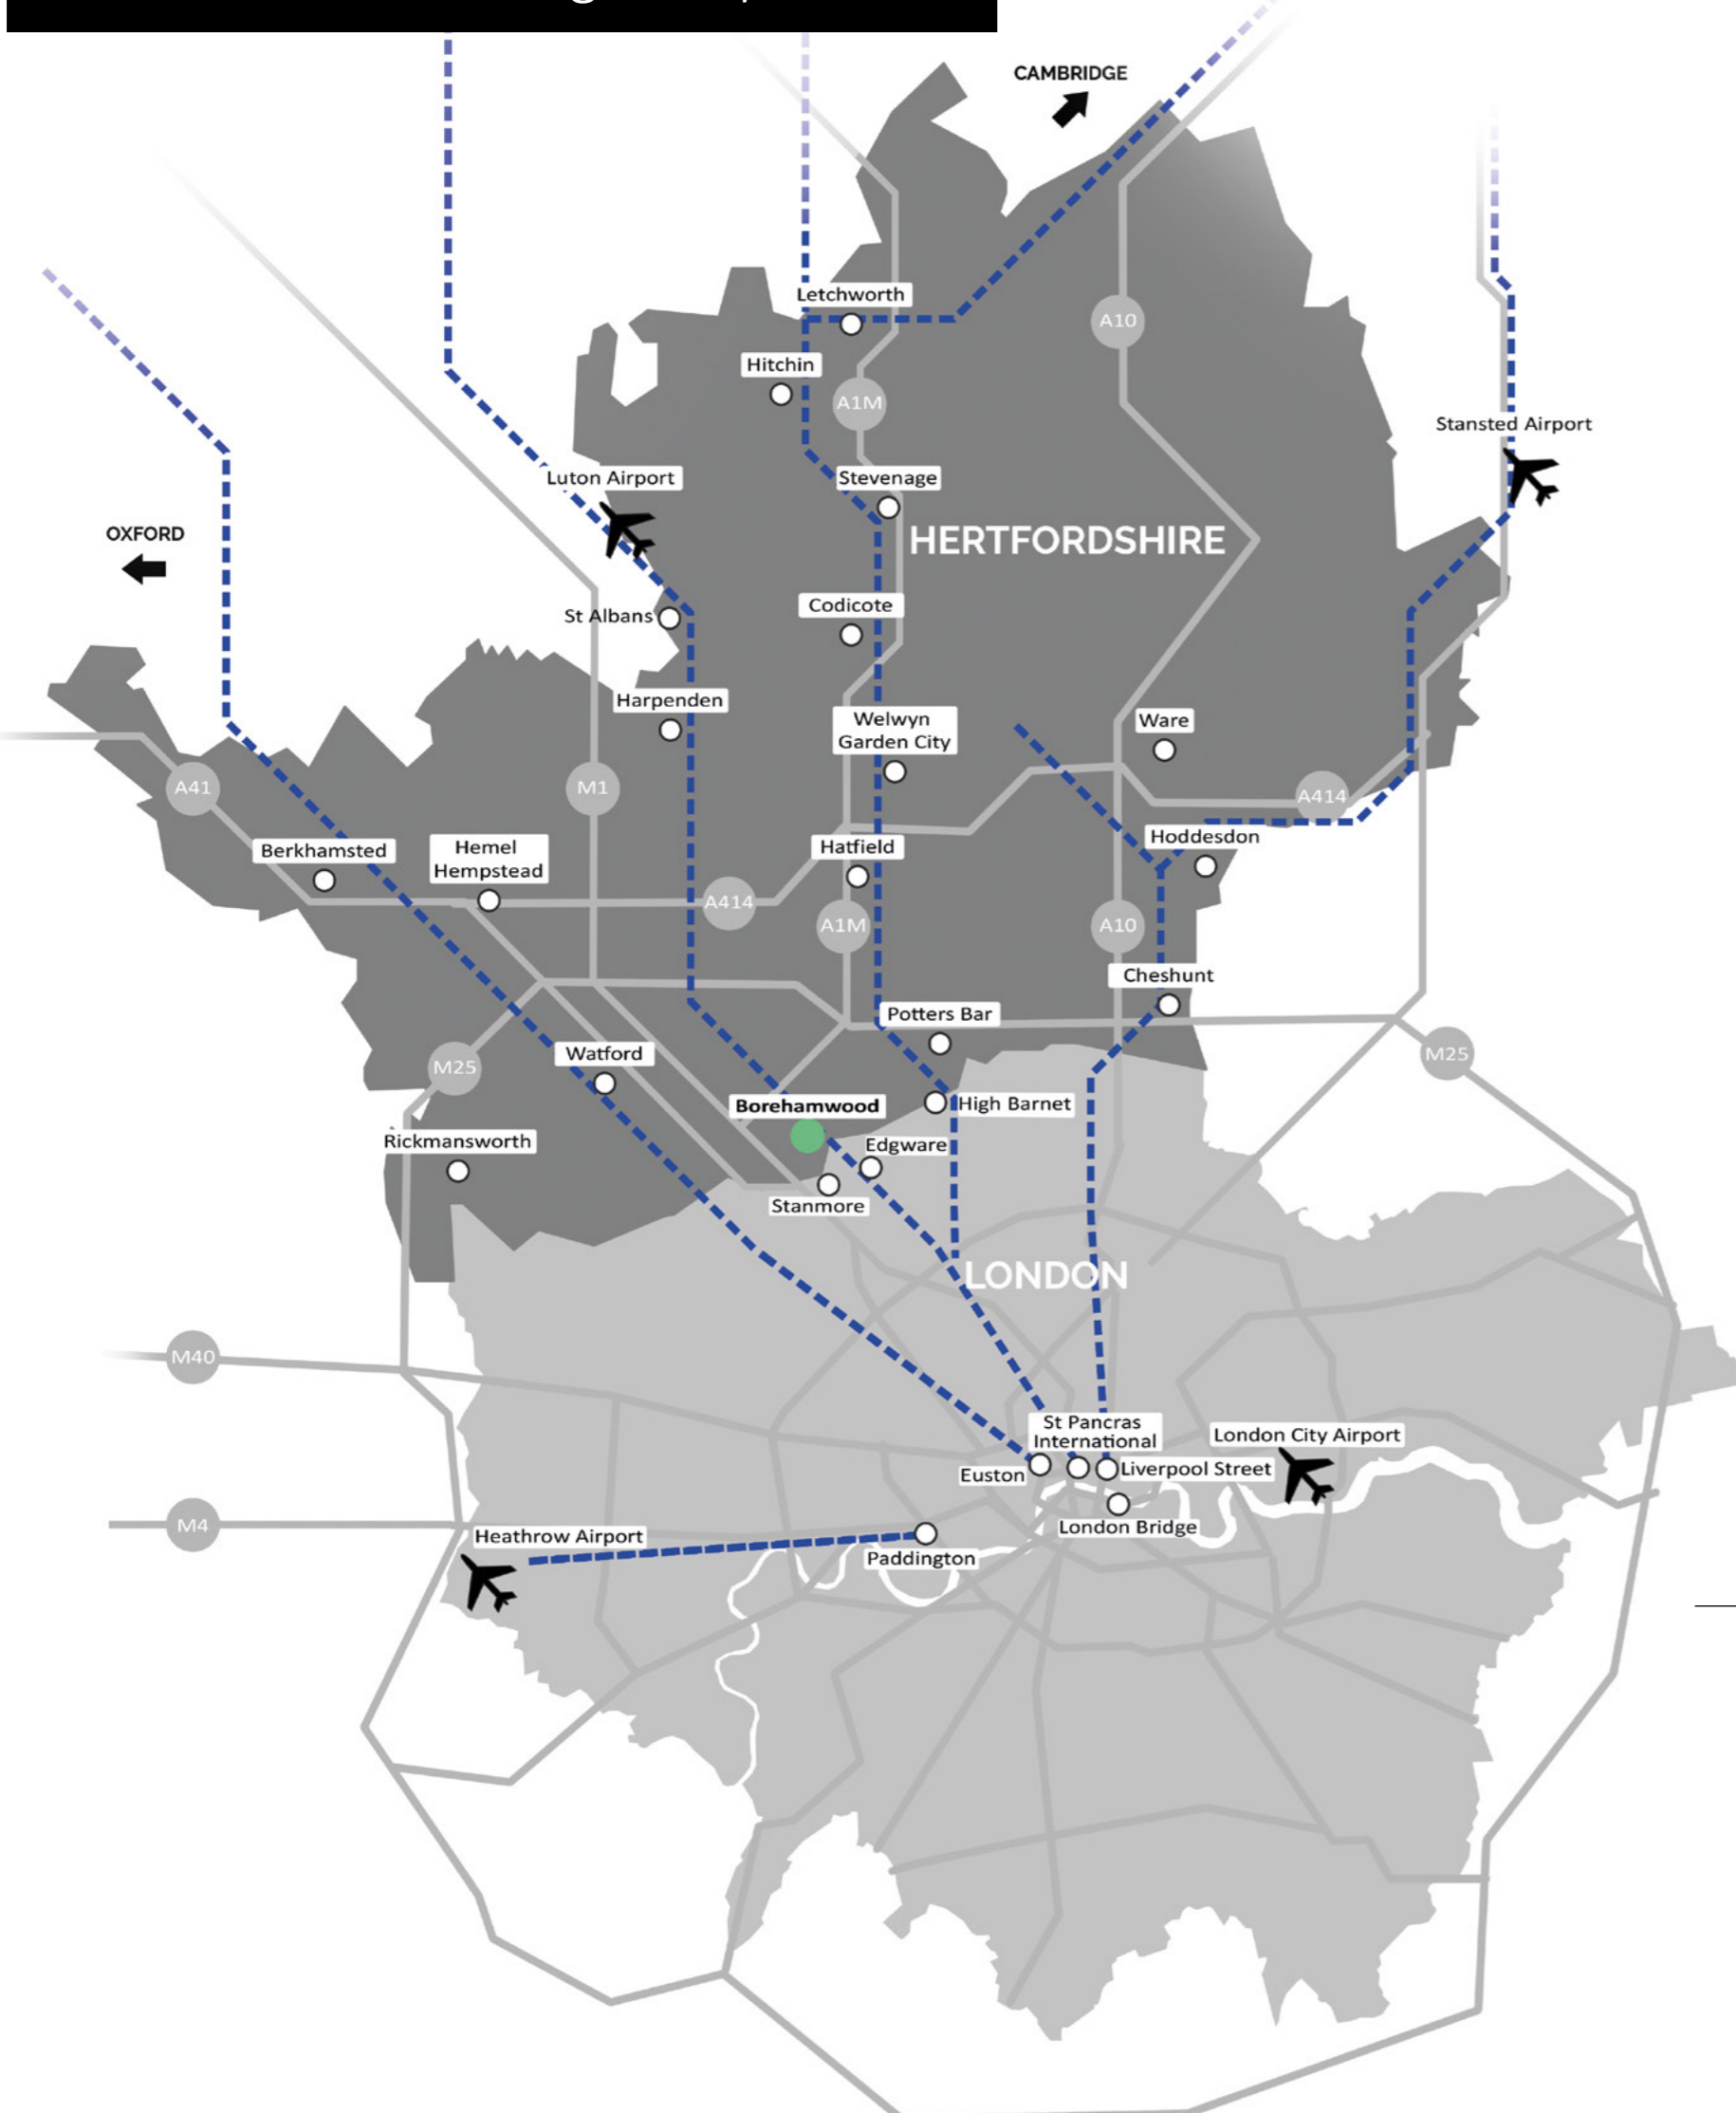 CAMBRIDGE
Letchworth
A10
Hitchin
A1M
Stansted Airport
Luton Airport
Stevenage
OXFORD
HERTFORDSHIRE
Codicote
St Albans
Harpenden
Welwyn
Garden City
Ware
A41
M1
A414
Hoddesdon
Berkhamsted
Hemel
Hempstead
Hatfield
A414
A1M
A10
Cheshunt
Potters Bar
Watford
M25
M25
Borehamwood
High Barnet
Rickmansworth
Edgware
Stanmore
LONDON
M40
St Pancras
International
London City Airport
Euston
Liverpool Street
M4
London Bridge
Heathrow Airport
Paddington